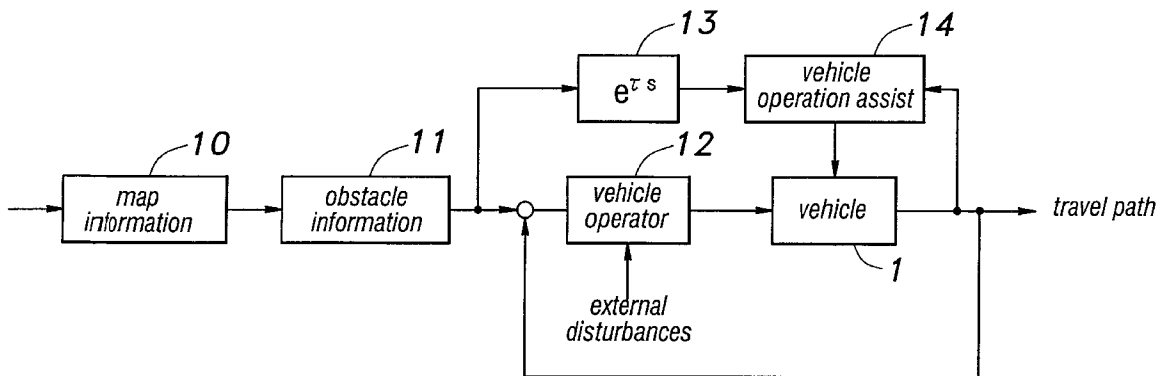 13
14
e^τ s
vehicle
operation assist
10
11
12
map
information
obstacle
information
vehicle
operator
vehicle
travel path
1
external
disturbances